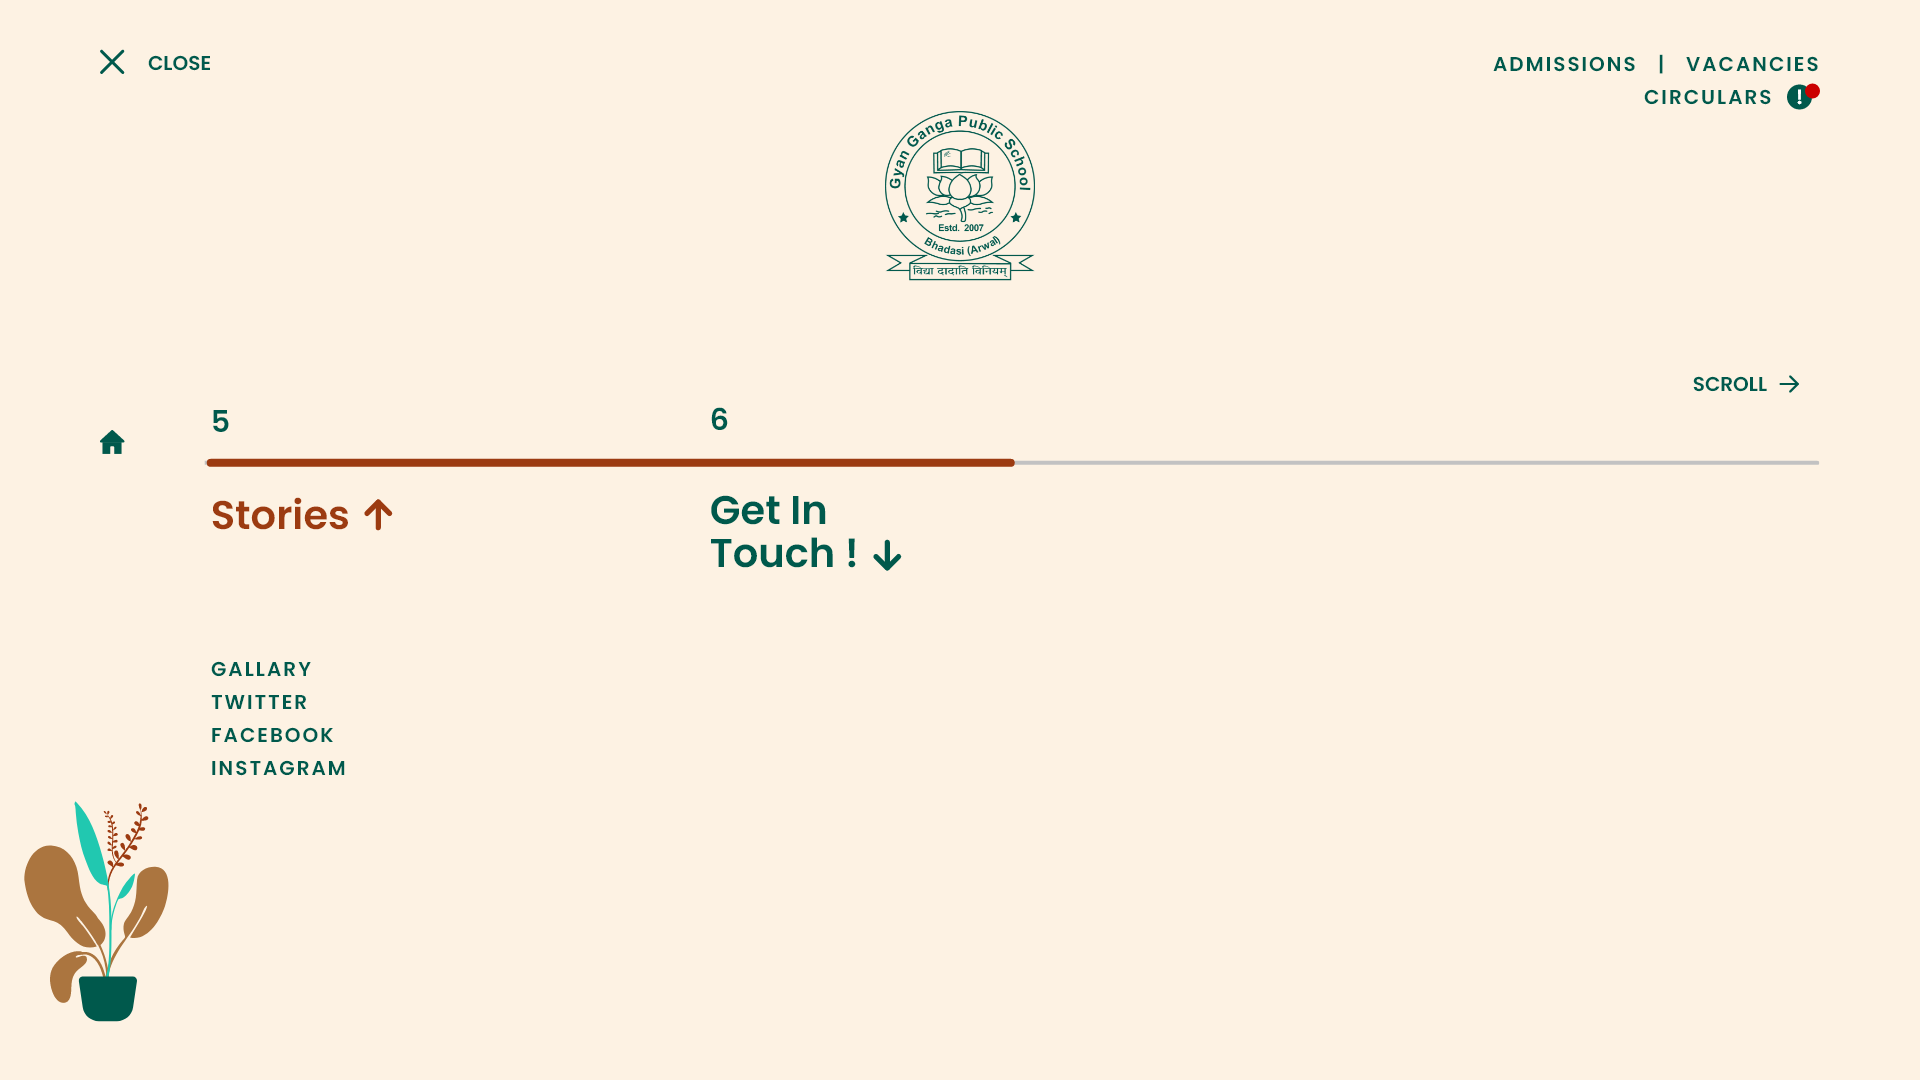 CLOSE
ADMISSIONS | VACANCIES
CIRCULARS
Gyan Ganga Public School
Estd. 2007
Bhadasi (Arwal)
विद्या दादाति विनियम्
SCROLL
5
6
Stories
Get In
Touch !
GALLARY
TWITTER
FACEBOOK
INSTAGRAM